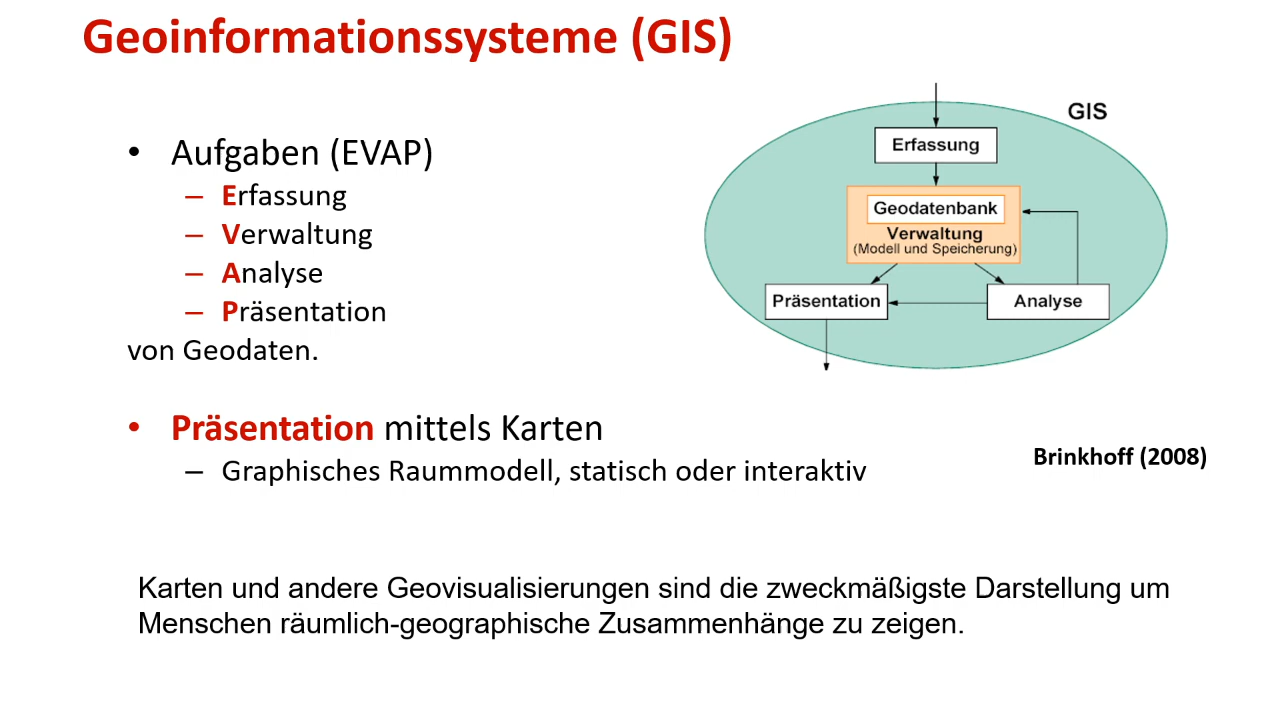 Geoinformationssysteme (GIS)
• Aufgaben (EVAP)
– Erfassung
– Verwaltung
– Analyse
– Präsentation
von Geodaten.
GIS
Erfassung
Geodatenbank
Verwaltung
(Modell und Speicherung)
Präsentation
Analyse
• Präsentation mittels Karten
– Graphisches Raummodell, statisch oder interaktiv
Brinkhoff (2008)
Karten und andere Geovisualisierungen sind die zweckmäßigste Darstellung um
Menschen räumlich-geographische Zusammenhänge zu zeigen.